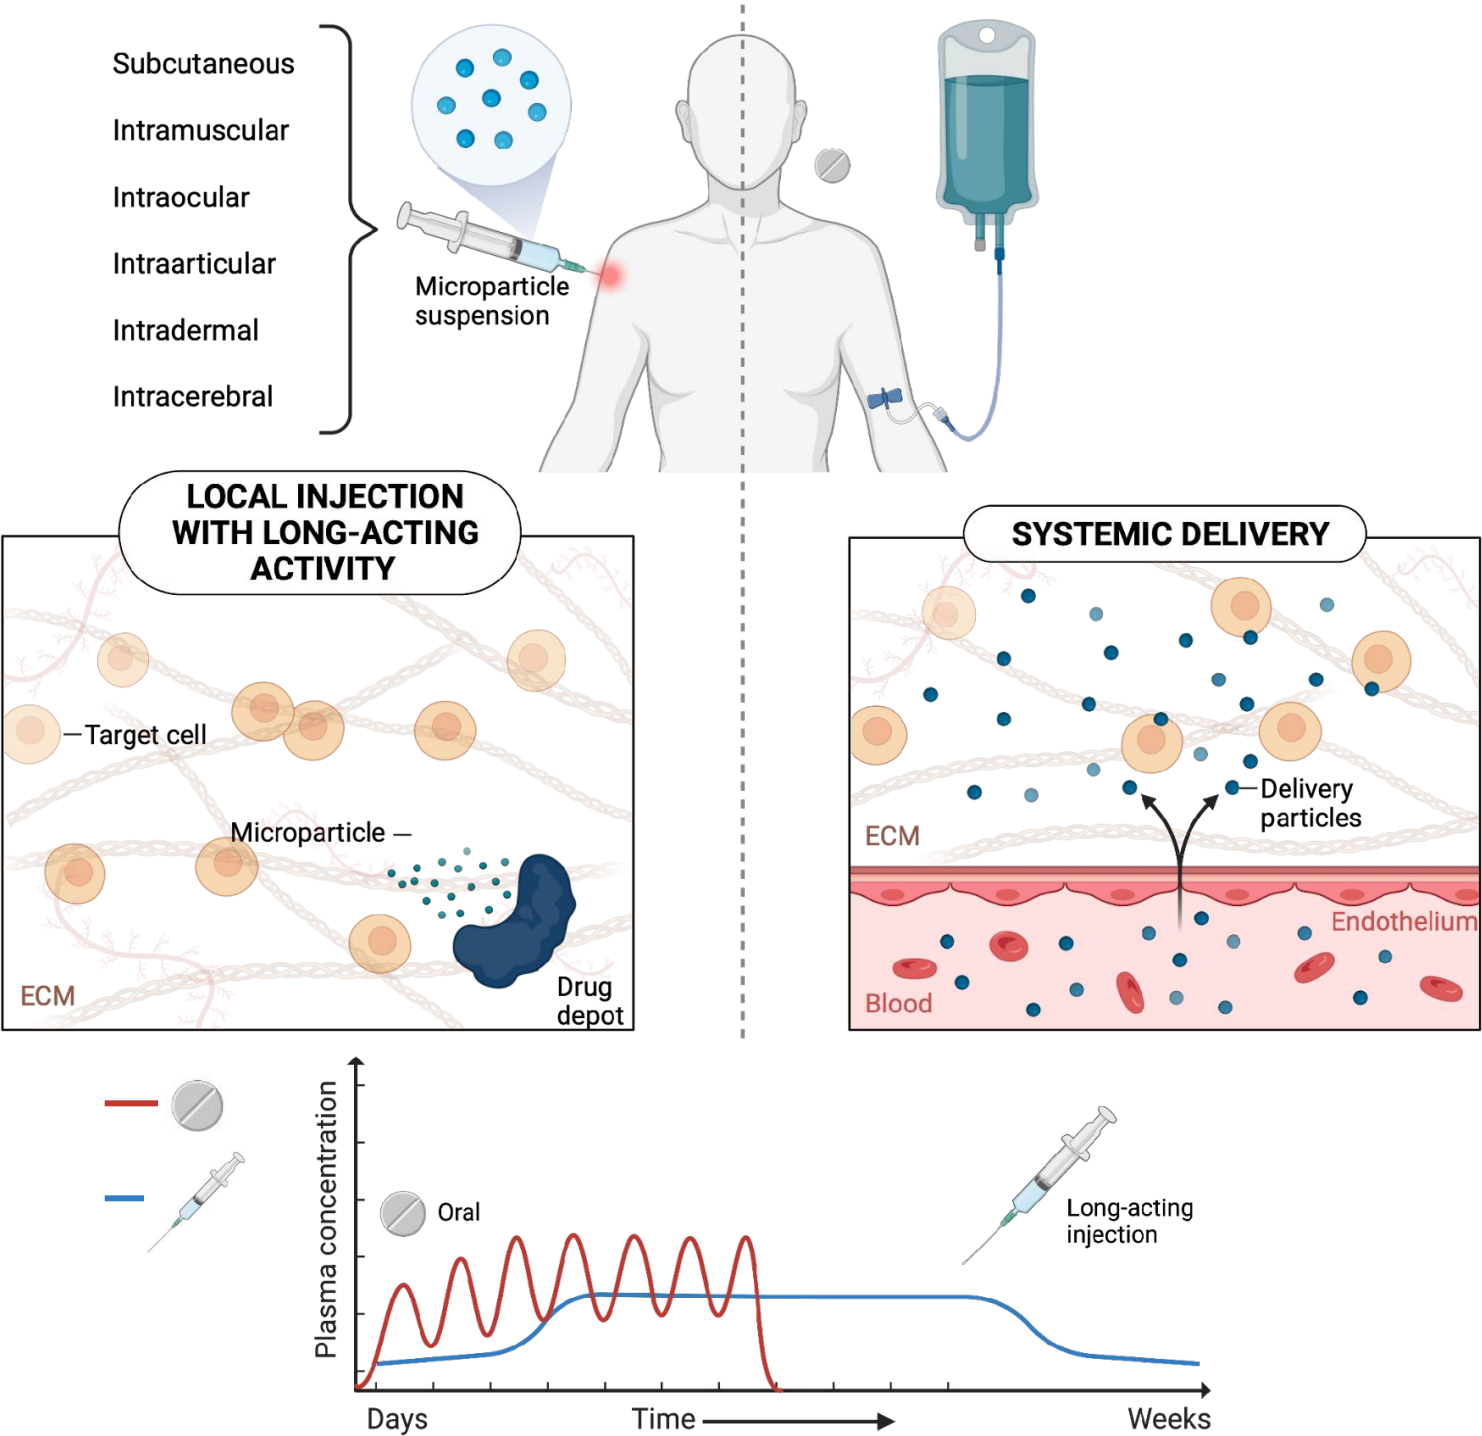 Subcutaneous
Intramuscular
Intraocular
Intraarticular
Intradermal
Intracerebral
Microparticle
suspension
LOCAL INJECTION
WITH LONG-ACTING
ACTIVITY
Target cell
Microparticle
ECM
Drug
depot
SYSTEMIC DELIVERY
Delivery
particles
ECM
Endothelium
Blood
Plasma concentration
Oral
Long-acting
injection
Days
Time
Weeks